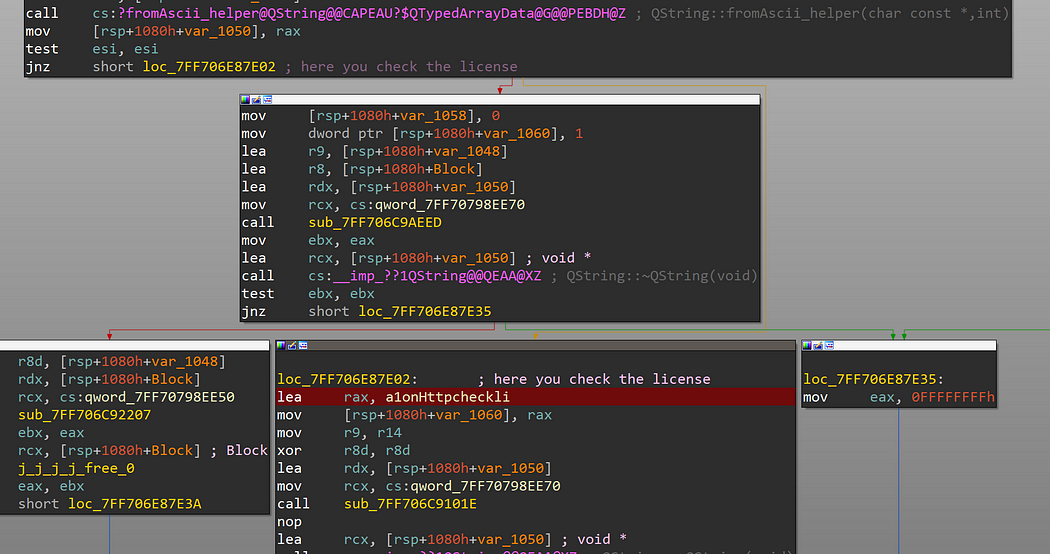 call cs:?fromAscii_helper@QString@@CAPEAU?$QTypedArrayData@G@@PEBDH@Z ; QString::fromAscii_helper(char const *,int)
mov [rsp+1080h+var_1050], rax
test esi, esi
jnz short loc_7FF706E87E02 ; here you check the license
mov [rsp+1080h+var_1058], 0
mov dword ptr [rsp+1080h+var_1060], 1
lea r9, [rsp+1080h+var_1048]
lea r8, [rsp+1080h+Block]
lea rdx, [rsp+1080h+var_1050]
mov rcx, cs:qword_7FF70798EE70
call sub_7FF706C9AEED
mov ebx, eax
lea rcx, [rsp+1080h+var_1050] ; void *
call cs:__imp_??1QString@@QEAA@XZ ; QString::~QString(void)
test ebx, ebx
jnz short loc_7FF706E87E35
r8d, [rsp+1080h+var_1048]
rdx, [rsp+1080h+Block]
rcx, cs:qword_7FF70798EE50
sub_7FF706C92207
ebx, eax
rcx, [rsp+1080h+Block] ; Block
j_j_j_j_free_0
eax, ebx
short loc_7FF706E87E3A
loc_7FF706E87E02: ; here you check the license
lea rax, a1onHttpcheckli
mov [rsp+1080h+var_1060], rax
mov r9, r14
xor r8d, r8d
lea rdx, [rsp+1080h+var_1050]
mov rcx, cs:qword_7FF70798EE70
call sub_7FF706C9101E
nop
lea rcx, [rsp+1080h+var_1050] ; void *
loc_7FF706E87E35:
mov eax, 0FFFFFFFFh